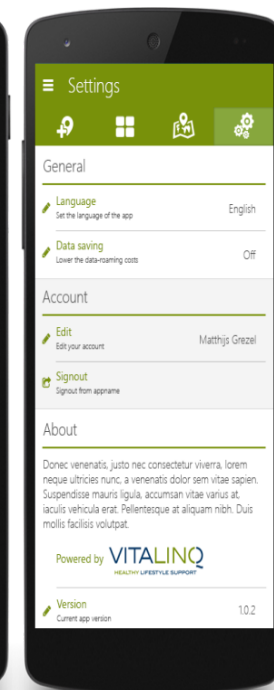 Settings
General
Language
Set the language of the app
English
Data saving
Lower the data-roaming costs
Off
Account
Edit
Edit your account
Matthijs Grezel
Signout
Signout from appname
About
Donec venenatis, justo nec consectetur viverra, lorem
neque ultricies nunc, a venenatis dolor sem vitae sapien.
Suspendisse mauris ligula, accumsan vitae varius at,
iaculis vehicula erat. Pellentesque at aliquam nibh. Duis
mollis facilisis volutpat.
Powered by VITALINQ
HEALTHY LIFESTYLE SUPPORT
Version
Current app version
1.0.2